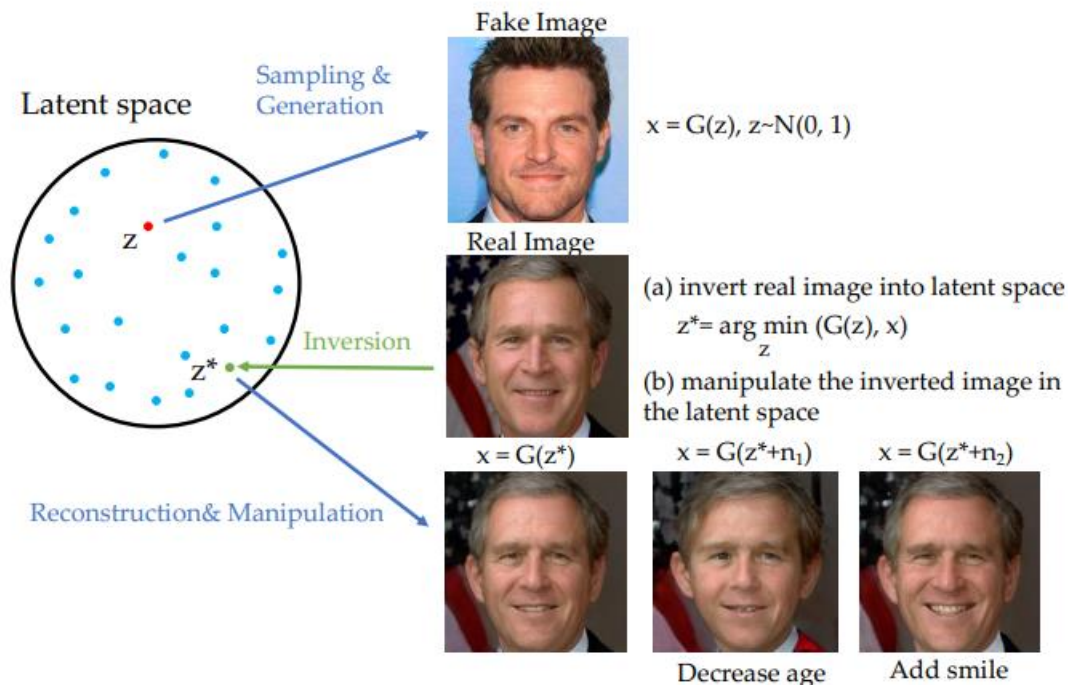 Fake Image
Sampling &
Generation
Latent space
x = G(z), z~N(0, 1)
z
Real Image
(a) invert real image into latent space
z*= arg min (G(z), x)
z
Inversion
z*
(b) manipulate the inverted image in
the latent space
x = G(z*)
x = G(z*+n₁)
x = G(z*+n₂)
Reconstruction& Manipulation
Decrease age
Add smile